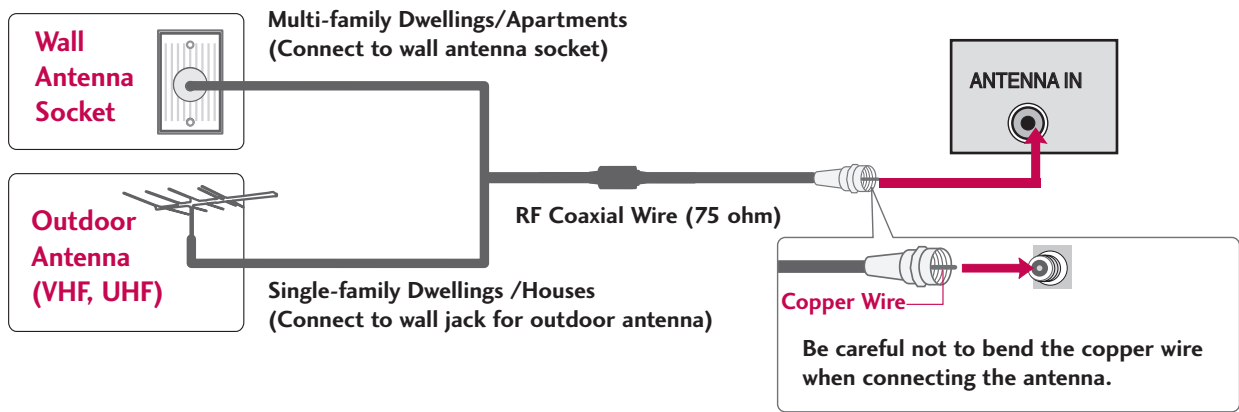 Wall
Antenna
Socket
Multi-family Dwellings/Apartments
(Connect to wall antenna socket)
ANTENNA IN
Outdoor
Antenna
(VHF, UHF)
RF Coaxial Wire (75 ohm)
Single-family Dwellings /Houses
(Connect to wall jack for outdoor antenna)
Copper Wire
Be careful not to bend the copper wire
when connecting the antenna.